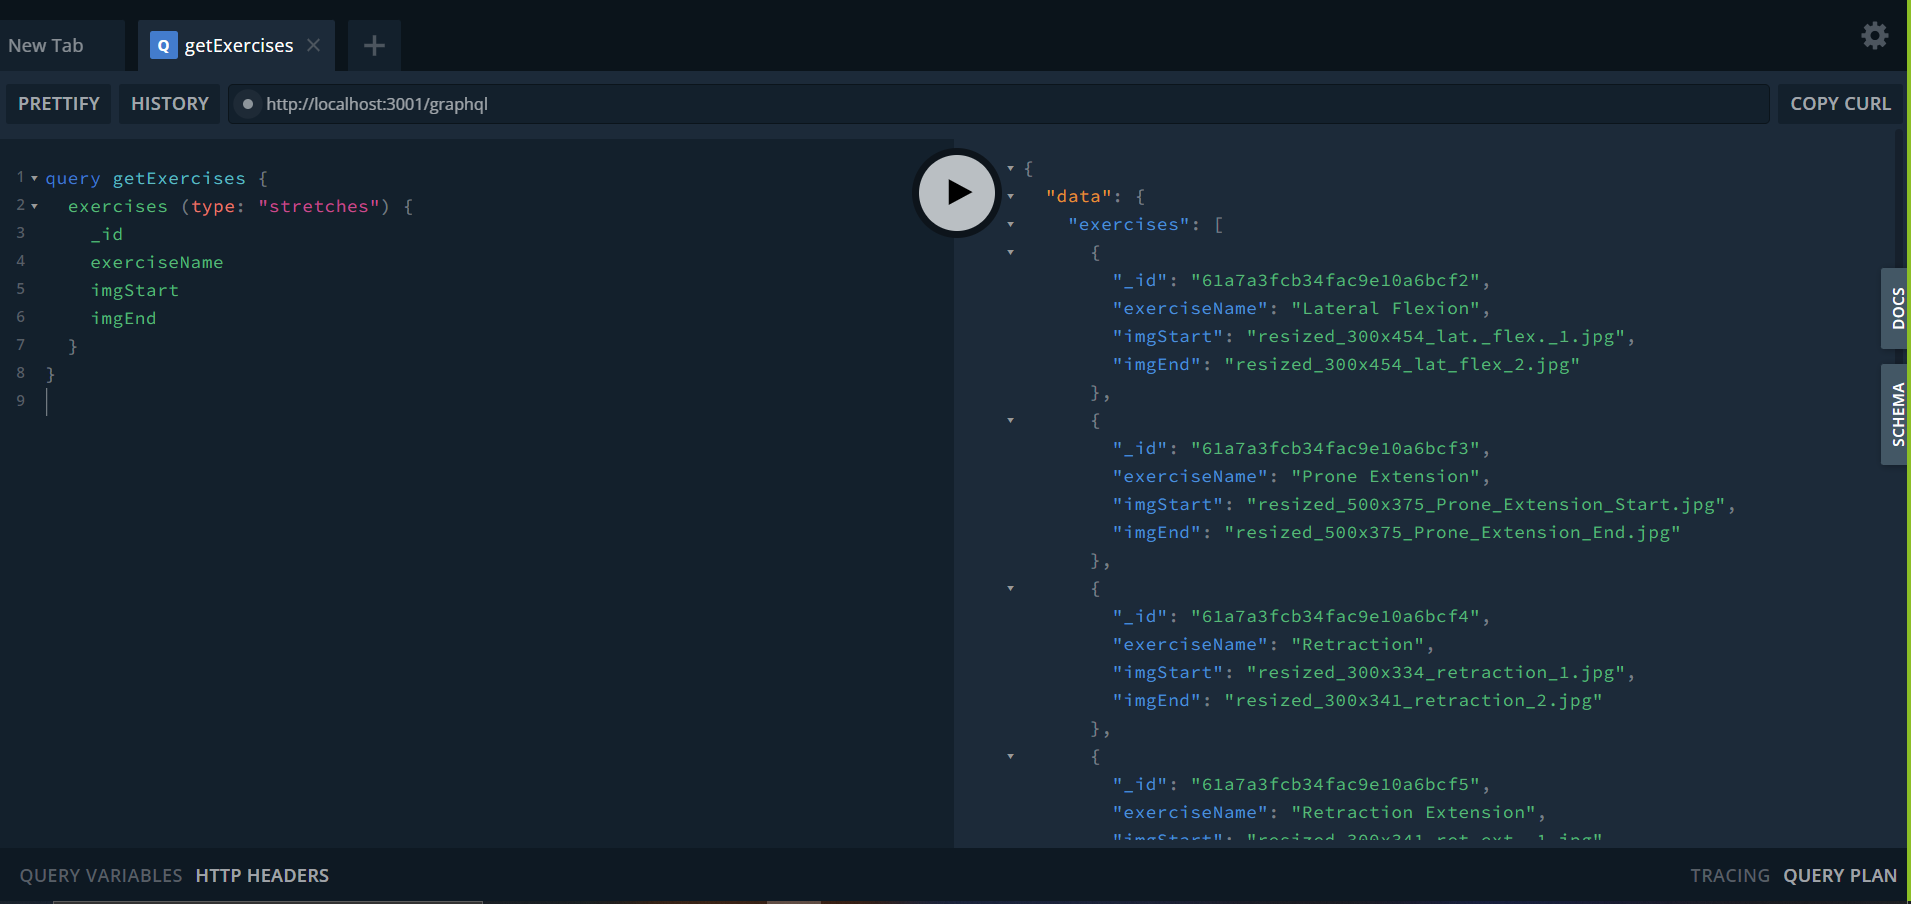 New Tab
Q getExercises
PRETTIFY HISTORY http://localhost:3001/graphql COPY CURL
1 query getExercises {
2 exercises (type: "stretches") {
3 _id
4 exerciseName
5 imgStart
6 imgEnd
7 }
8 }
9
{
"data": {
"exercises": [
{
"_id": "61a7a3fcb34fac9e10a6bcf2",
"exerciseName": "Lateral Flexion",
"imgStart": "resized_300x454_lat._flex._1.jpg",
"imgEnd": "resized_300x454_lat_flex_2.jpg"
},
{
"_id": "61a7a3fcb34fac9e10a6bcf3",
"exerciseName": "Prone Extension",
"imgStart": "resized_500x375_Prone_Extension_Start.jpg",
"imgEnd": "resized_500x375_Prone_Extension_End.jpg"
},
{
"_id": "61a7a3fcb34fac9e10a6bcf4",
"exerciseName": "Retraction",
"imgStart": "resized_300x334_retraction_1.jpg",
"imgEnd": "resized_300x341_retraction_2.jpg"
},
{
"_id": "61a7a3fcb34fac9e10a6bcf5",
"exerciseName": "Retraction Extension",
"imgStart":
DOCS
SCHEMA
QUERY VARIABLES HTTP HEADERS
TRACING QUERY PLAN